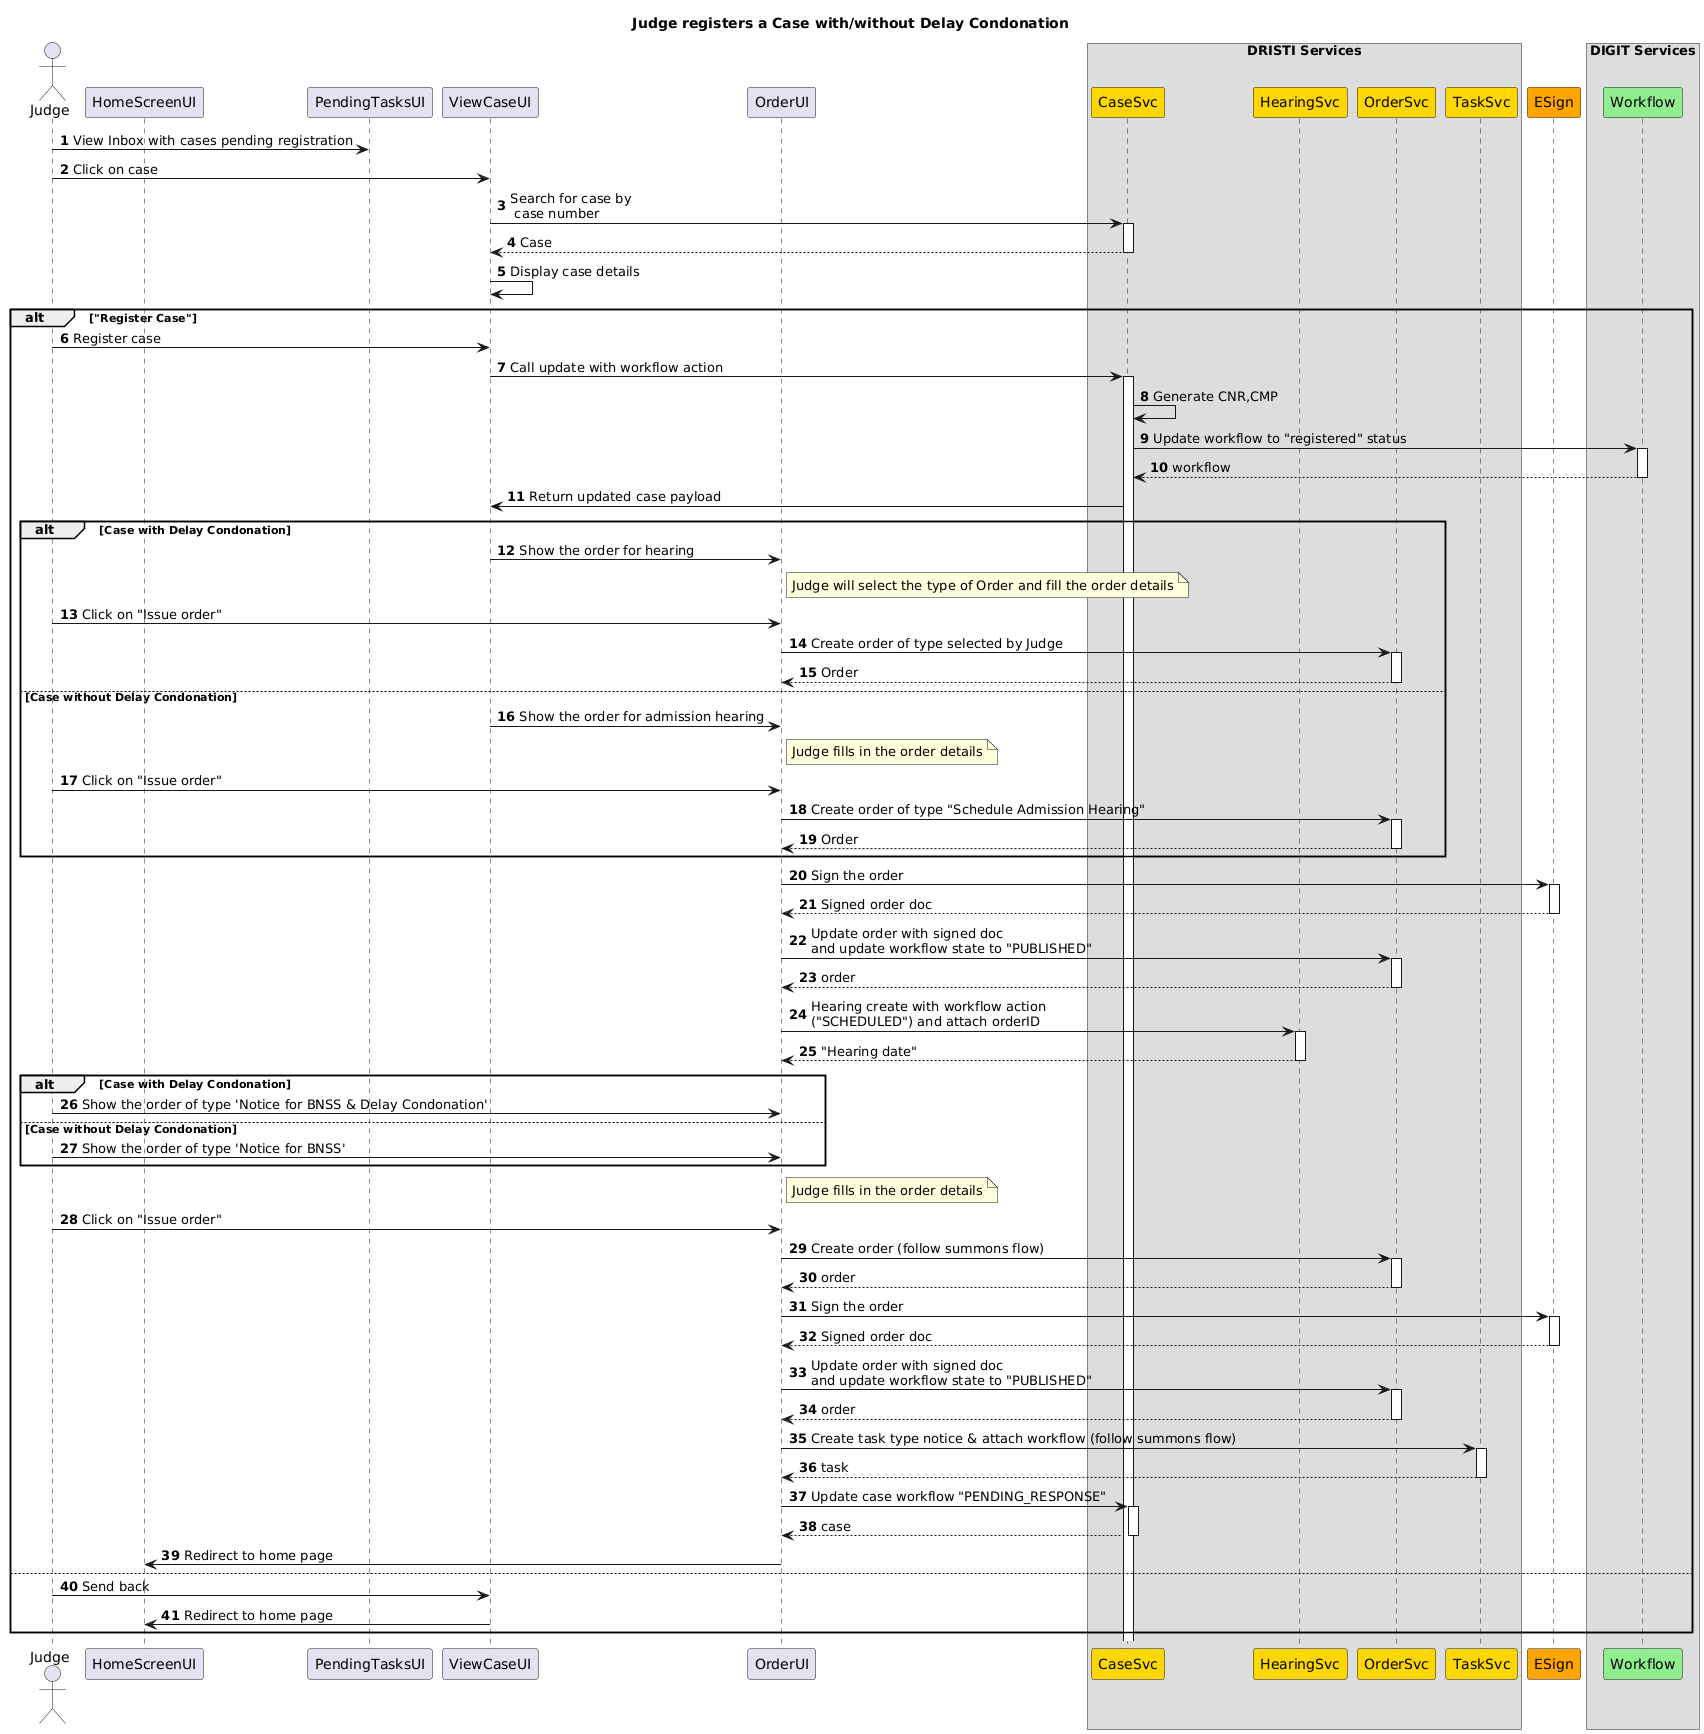 Judge registers a Case with/without Delay Condonation
DRISTI Services
DIGIT Services
Judge
HomeScreenUI
PendingTasksUI
ViewCaseUI
OrderUI
CaseSvc
HearingSvc
OrderSvc
TaskSvc
ESign
Workflow
1 View Inbox with cases pending registration
2 Click on case
3 Search for case by
case number
4 Case
5 Display case details
alt ["Register Case"]
6 Register case
7 Call update with workflow action
8 Generate CNR,CMP
9 Update workflow to "registered" status
10 workflow
11 Return updated case payload
alt [Case with Delay Condonation]
12 Show the order for hearing
Judge will select the type of Order and fill the order details
13 Click on "Issue order"
14 Create order of type selected by Judge
15 Order
[Case without Delay Condonation]
16 Show the order for admission hearing
Judge fills in the order details
17 Click on "Issue order"
18 Create order of type "Schedule Admission Hearing"
19 Order
20 Sign the order
21 Signed order doc
22 Update order with signed doc
and update workflow state to "PUBLISHED"
23 order
24 Hearing create with workflow action
("SCHEDULED") and attach orderID
25 "Hearing date"
alt [Case with Delay Condonation]
26 Show the order of type 'Notice for BNSS & Delay Condonation'
[Case without Delay Condonation]
27 Show the order of type 'Notice for BNSS'
Judge fills in the order details
28 Click on "Issue order"
29 Create order (follow summons flow)
30 order
31 Sign the order
32 Signed order doc
33 Update order with signed doc
and update workflow state to "PUBLISHED"
34 order
35 Create task type notice & attach workflow (follow summons flow)
36 task
37 Update case workflow "PENDING_RESPONSE"
38 case
39 Redirect to home page
40 Send back
41 Redirect to home page
Judge
HomeScreenUI
PendingTasksUI
ViewCaseUI
OrderUI
CaseSvc
HearingSvc
OrderSvc
TaskSvc
ESign
Workflow